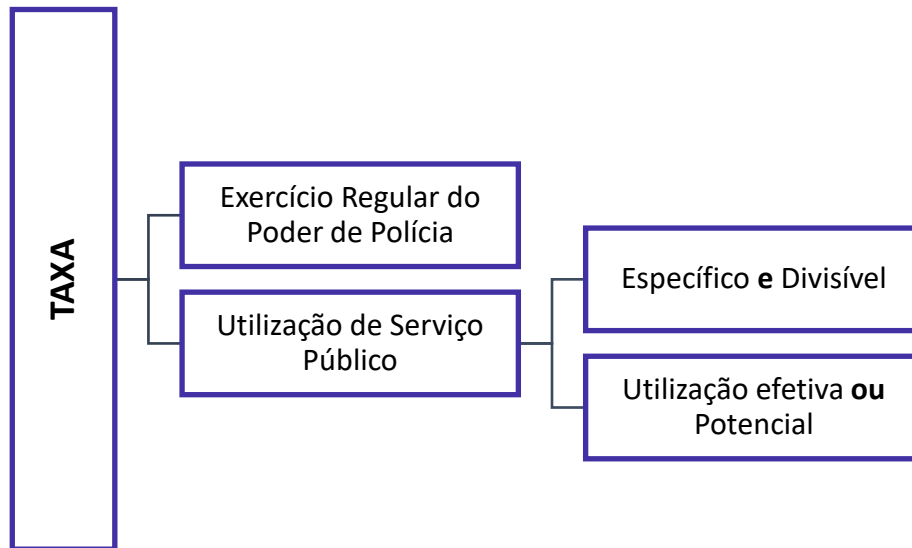 TAXA
Exercício Regular do
Poder de Polícia
Utilização de Serviço
Público
Específico e Divisível
Utilização efetiva ou
Potencial